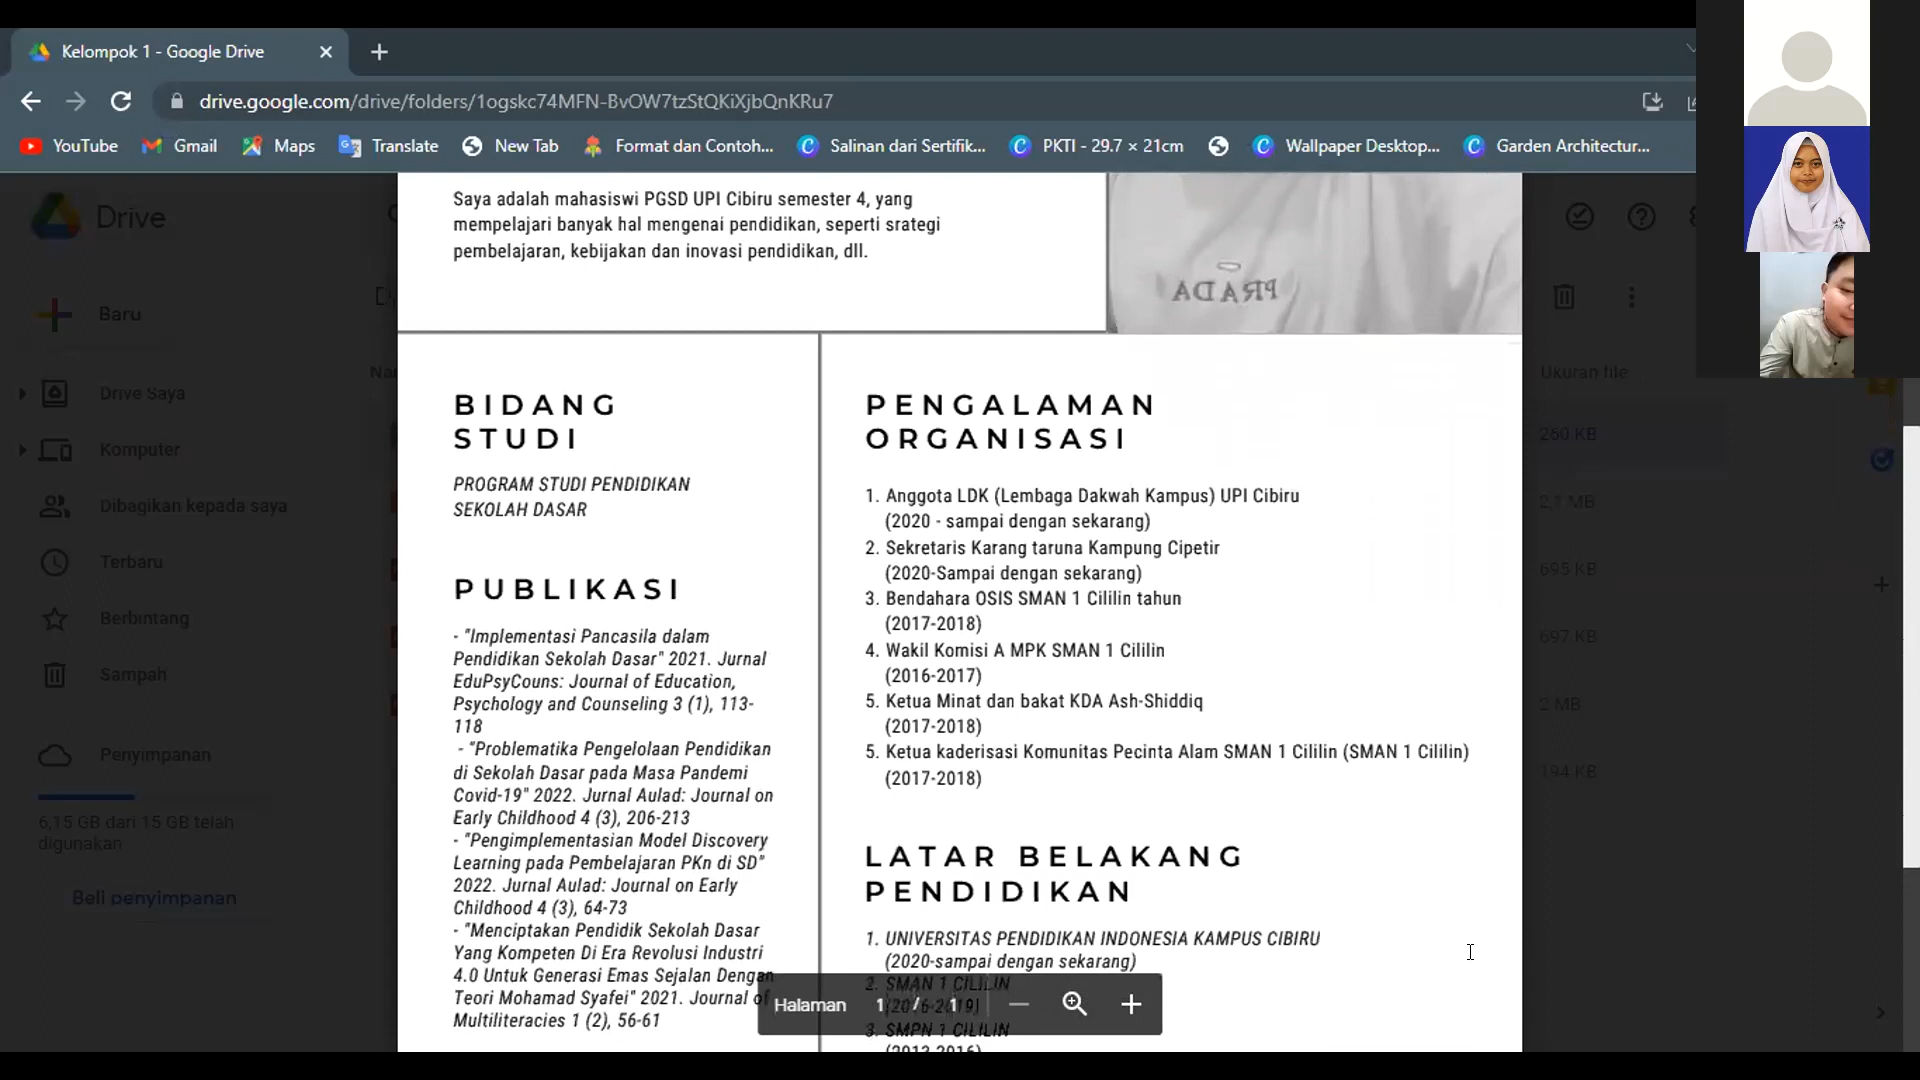 Kelompok 1 - Google Drive
drive.google.com/drive/folders/1ogskc74MFN-BvOW7tzStQKiXjbQnKRu7
YouTube Gmail Maps Translate New Tab Format dan Contoh... Salinan dari Sertifik... PKTI - 29.7 × 21cm Wallpaper Desktop... Garden Architectur...
Drive
Baru
Drive Saya
Komputer
Dibagikan kepada saya
Terbaru
Berbintang
Sampah
Penyimpanan
6,15 GB dari 15 GB telah
digunakan
Beli penyimpanan
Saya adalah mahasiswi PGSD UPI Cibiru semester 4, yang
mempelajari banyak hal mengenai pendidikan, seperti srategi
pembelajaran, kebijakan dan inovasi pendidikan, dll.
PRADA
BIDANG
STUDI
PROGRAM STUDI PENDIDIKAN
SEKOLAH DASAR
PUBLIKASI
- "Implementasi Pancasila dalam
Pendidikan Sekolah Dasar" 2021. Jurnal
EduPsyCouns: Journal of Education,
Psychology and Counseling 3 (1), 113-
118
- "Problematika Pengelolaan Pendidikan
di Sekolah Dasar pada Masa Pandemi
Covid-19" 2022. Jurnal Aulad: Journal on
Early Childhood 4 (3), 206-213
- "Pengimplementasian Model Discovery
Learning pada Pembelajaran PKn di SD"
2022. Jurnal Aulad: Journal on Early
Childhood 4 (3), 64-73
- "Menciptakan Pendidik Sekolah Dasar
Yang Kompeten Di Era Revolusi Industri
4.0 Untuk Generasi Emas Sejalan Dengan
Teori Mohamad Syafei" 2021. Journal of
Multiliteracies 1 (2), 56-61
PENGALAMAN
ORGANISASI
1. Anggota LDK (Lembaga Dakwah Kampus) UPI Cibiru
(2020 - sampai dengan sekarang)
2. Sekretaris Karang taruna Kampung Cipetir
(2020-Sampai dengan sekarang)
3. Bendahara OSIS SMAN 1 Cililin tahun
(2017-2018)
4. Wakil Komisi A MPK SMAN 1 Cililin
(2016-2017)
5. Ketua Minat dan bakat KDA Ash-Shiddiq
(2017-2018)
5. Ketua kaderisasi Komunitas Pecinta Alam SMAN 1 Cililin (SMAN 1 Cililin)
(2017-2018)
LATAR BELAKANG
PENDIDIKAN
1. UNIVERSITAS PENDIDIKAN INDONESIA KAMPUS CIBIRU
(2020-sampai dengan sekarang)
2. SMAN 1 CILILIN
(2016-2019)
3. SMPN 1 CILILIN
(2013-2016)
Halaman 1 / 1
Ukuran file
260 KB
2,1 MB
695 KB
697 KB
2 MB
194 KB